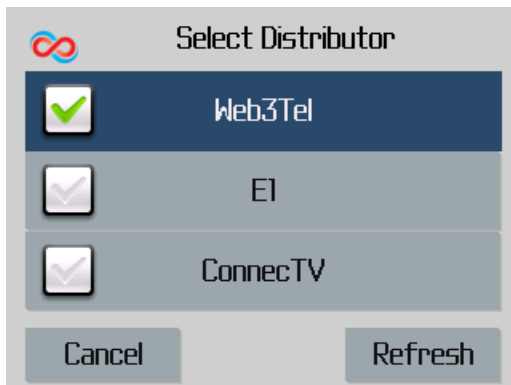 Select Distributor
Web3Tel
E1
ConnecTV
Cancel
Refresh